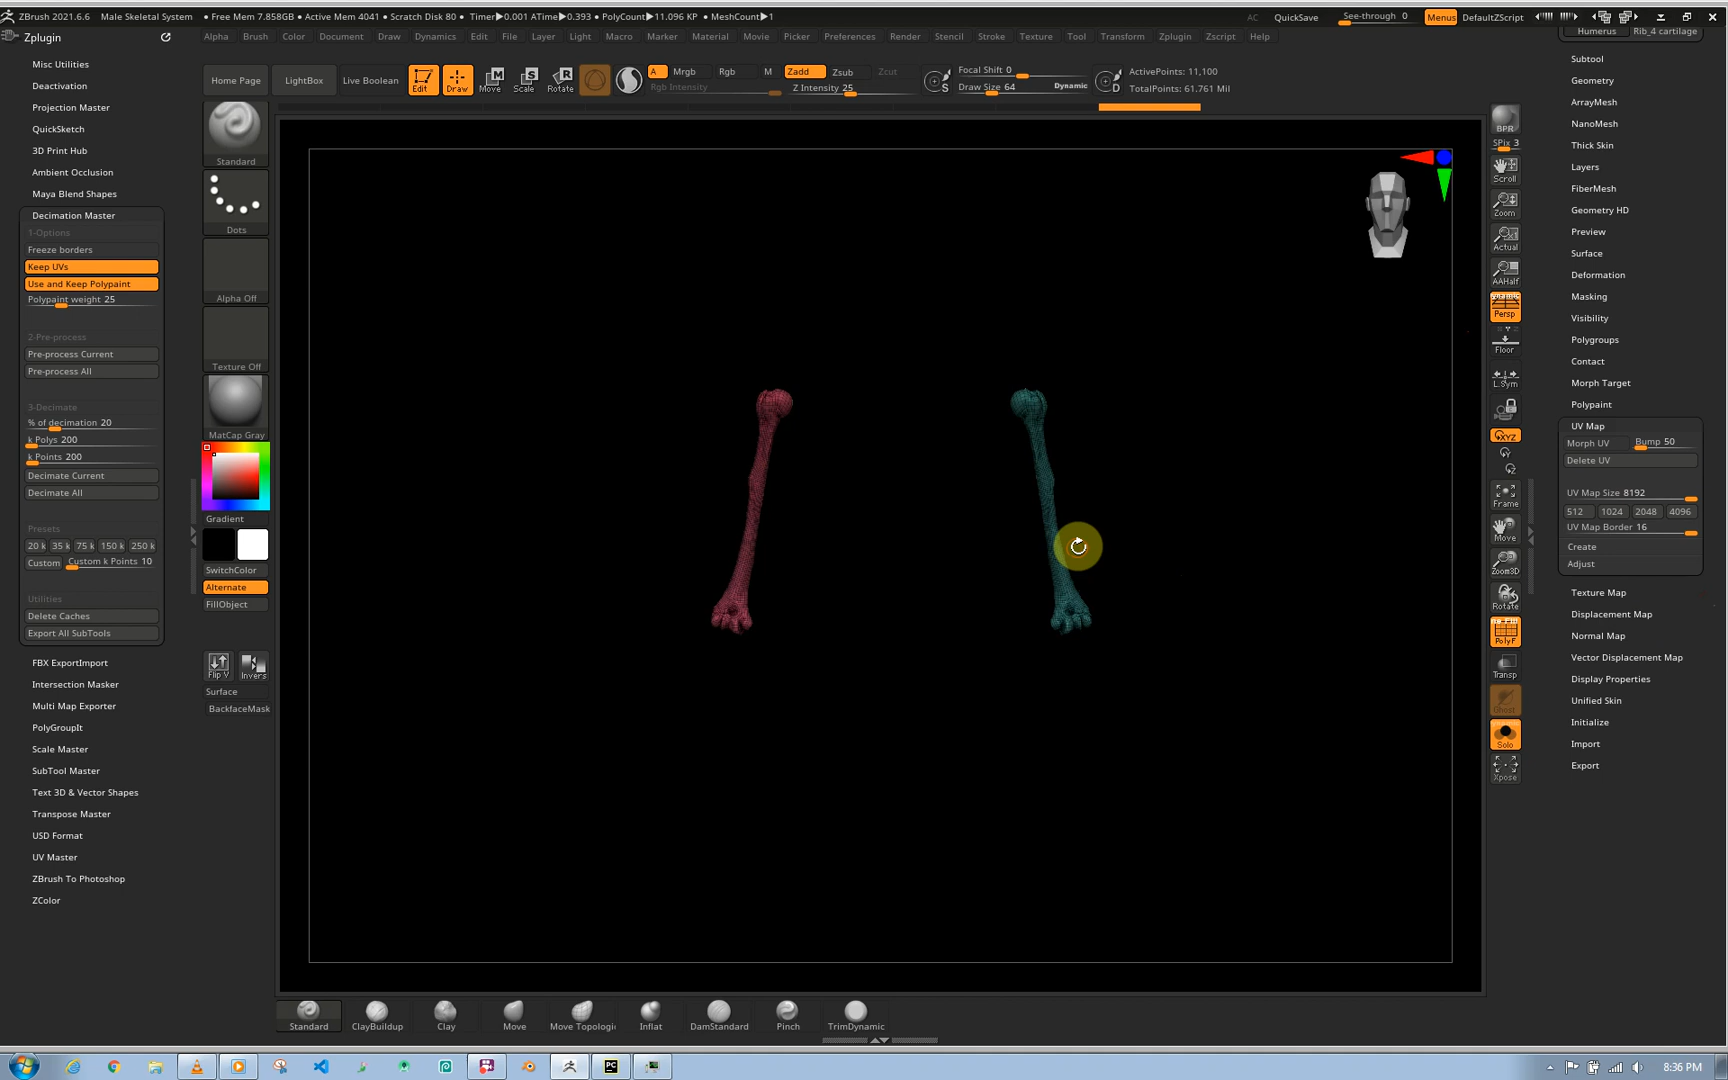 ZBrush 2021.6.6 Male Skeletal System • Free Mem 7.858GB • Active Mem 4041 • Scratch Disk 80 • Timer▶0.001 ATime▶0.393 • PolyCount▶11.096 KP • MeshCount▶1 AC QuickSave See-through 0 Menus DefaultZScript
Zplugin
Alpha Brush Color Document Draw Dynamics Edit File Layer Light Macro Marker Material Movie Picker Preferences Render Stencil Stroke Texture Tool Transform Zplugin Zscript Help
Humerus Rib_4 cartilage
Home Page LightBox Live Boolean Edit Draw Move Scale Rotate
A Mrgb Rgb M Zadd Zsub Zcut
Rgb Intensity Z Intensity 25
S Focal Shift 0
Draw Size 64 Dynamic
D ActivePoints: 11,100
TotalPoints: 61.761 Mil
Misc Utilities
Deactivation
Projection Master
QuickSketch
3D Print Hub
Ambient Occlusion
Maya Blend Shapes
Decimation Master
1-Options
Freeze borders
Keep UVs
Use and Keep Polypaint
Polypaint weight 25
2-Pre-process
Pre-process Current
Pre-process All
3-Decimate
% of decimation 20
k Polys 200
k Points 200
Decimate Current
Decimate All
Presets
20 k 35 k 75 k 150 k 250 k
Custom Custom k Points 10
Utilities
Delete Caches
Export All SubTools
FBX ExportImport
Intersection Masker
Multi Map Exporter
PolyGroupIt
Scale Master
SubTool Master
Text 3D & Vector Shapes
Transpose Master
USD Format
UV Master
ZBrush To Photoshop
ZColor
Standard
Dots
Alpha Off
Texture Off
MatCap Gray
Gradient
SwitchColor
Alternate
FillObject
Flip V Invers
Surface
BackfaceMask
BPR
SPix 3
Scroll
Zoom
Actual
AAHalf
Persp
Floor
L.Sym
XYZ
Y
Z
Frame
Move
Zoom3D
Rotate
PolyF
Transp
Ghost
Solo
Xpose
Subtool
Geometry
ArrayMesh
NanoMesh
Thick Skin
Layers
FiberMesh
Geometry HD
Preview
Surface
Deformation
Masking
Visibility
Polygroups
Contact
Morph Target
Polypaint
UV Map
Morph UV Bump 50
Delete UV
UV Map Size 8192
512 1024 2048 4096
UV Map Border 16
Create
Adjust
Texture Map
Displacement Map
Normal Map
Vector Displacement Map
Display Properties
Unified Skin
Initialize
Import
Export
Standard ClayBuildup Clay Move Move Topologi Inflat DamStandard Pinch TrimDynamic
PC
8:36 PM